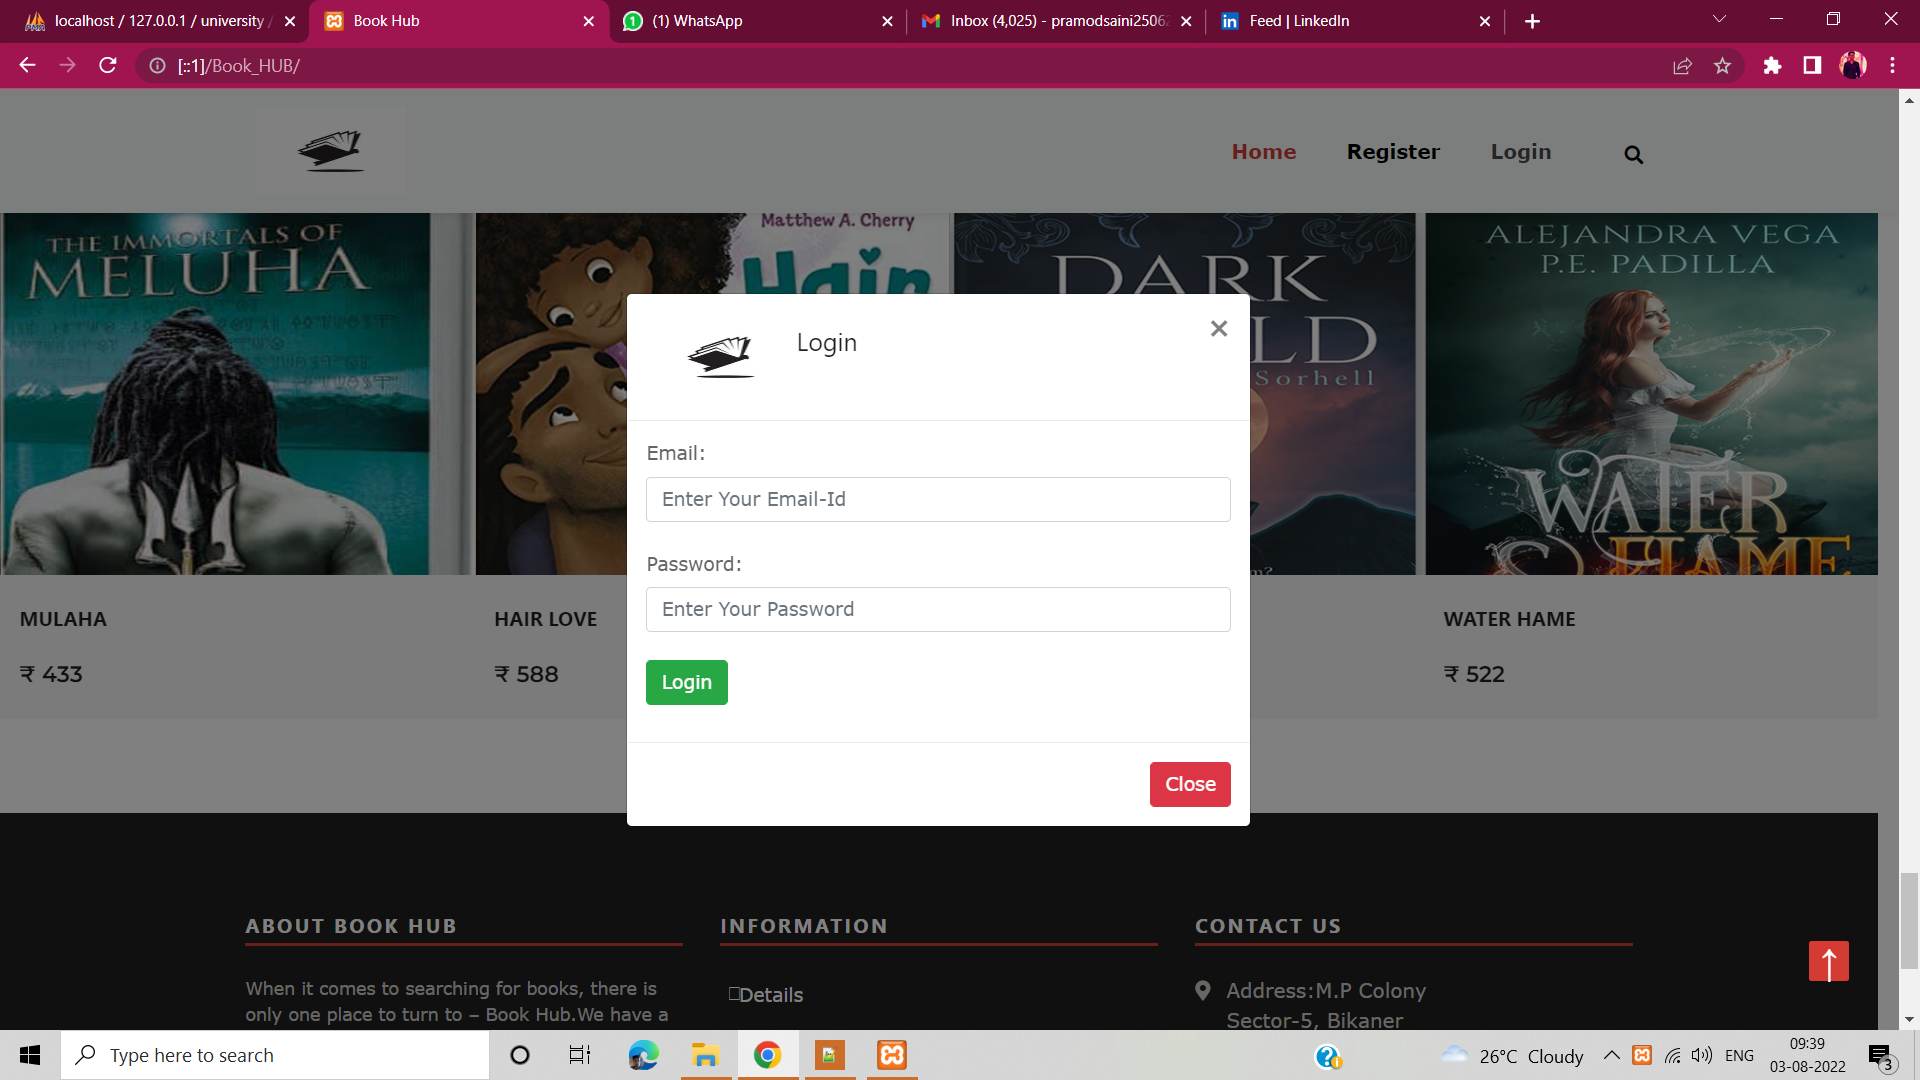 localhost / 127.0.0.1 / university /
Book Hub
(1) WhatsApp
Inbox (4,025) - pramodsaini2506
Feed | LinkedIn
[::1]/Book_HUB/
Home
Register
Login
THE IMMORTALS OF
MELUHA
Matthew A. Cherry
Hair
DARK
LD
Sorhell
m?
ALEJANDRA VEGA
P.E. PADILLA
WATER
FLAME
Login
×
Email:
Enter Your Email-Id
Password:
Enter Your Password
Login
Close
MULAHA
₹ 433
HAIR LOVE
₹ 588
WATER HAME
₹ 522
ABOUT BOOK HUB
When it comes to searching for books, there is
only one place to turn to – Book Hub.We have a
INFORMATION
Details
CONTACT US
Address:M.P Colony
Sector-5, Bikaner
Type here to search
26°C Cloudy
ENG
09:39
03-08-2022
3